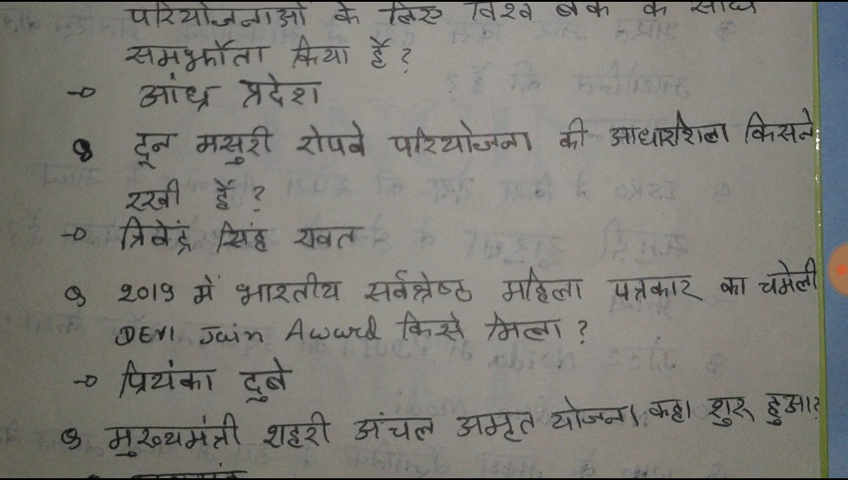 परियोजनाओ के लिए विश्व बैंक के साथ
समझौता किया है?
→ आंध्र प्रदेश
Q दून मसुरी रोपवे परियोजना की आधारशिला किसने
रखी है?
→ त्रिवेंद्र सिंह रावत
Q 2019 में भारतीय सर्वश्रेष्ठ महिला पत्रकार का चमेली
DEVI Jain Award किसे मिला?
→ प्रियंका दुबे
Q मुख्यमंत्री शहरी अंचल अमृत योजना कहा शुरू हुआ?